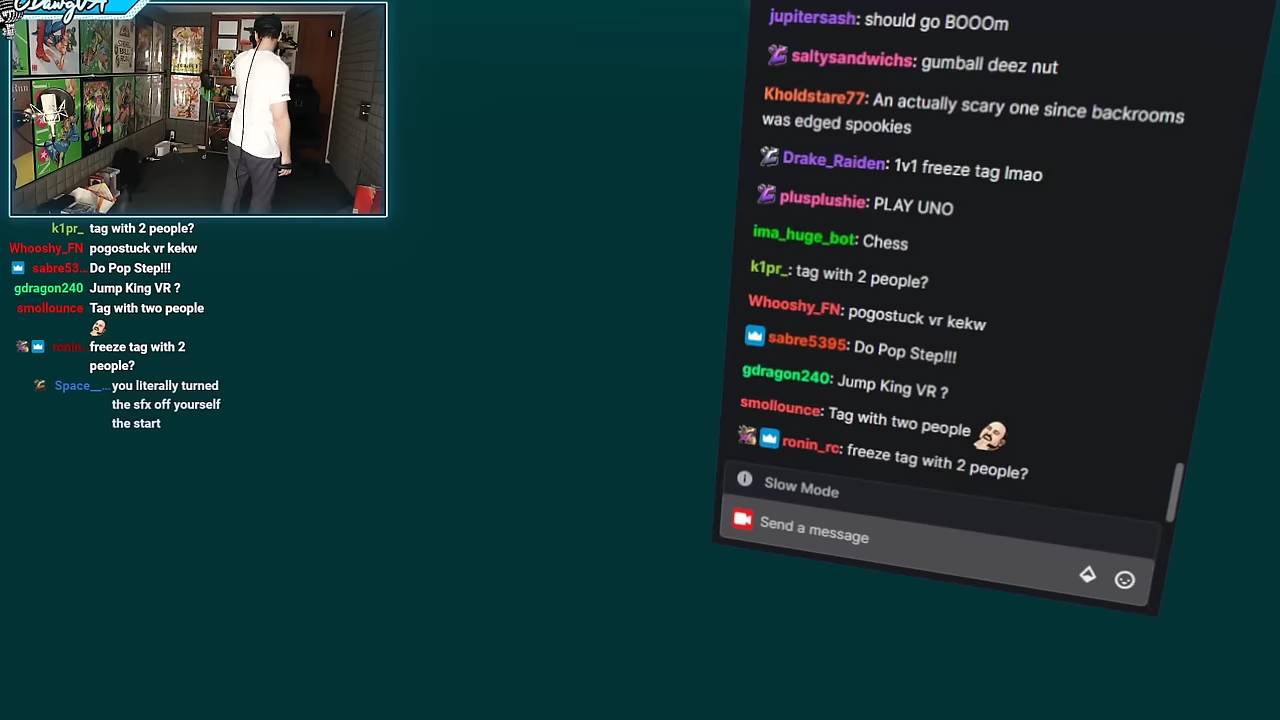 CDawgVA
k1pr_ tag with 2 people?
Whooshy_FN pogostuck vr kekw
sabre53... Do Pop Step!!!
gdragon240 Jump King VR ?
smollounce Tag with two people
ronin. freeze tag with 2
people?
Space__... you literally turned
the sfx off yourself
the start
jupitersash: should go BOOOm
saltysandwichs: gumball deez nut
Kholdstare77: An actually scary one since backrooms
was edged spookies
Drake_Raiden: 1v1 freeze tag lmao
plusplushie: PLAY UNO
ima_huge_bot: Chess
k1pr_: tag with 2 people?
Whooshy_FN: pogostuck vr kekw
sabre5395: Do Pop Step!!!
gdragon240: Jump King VR ?
smollounce: Tag with two people
ronin_rc: freeze tag with 2 people?
Slow Mode
Send a message